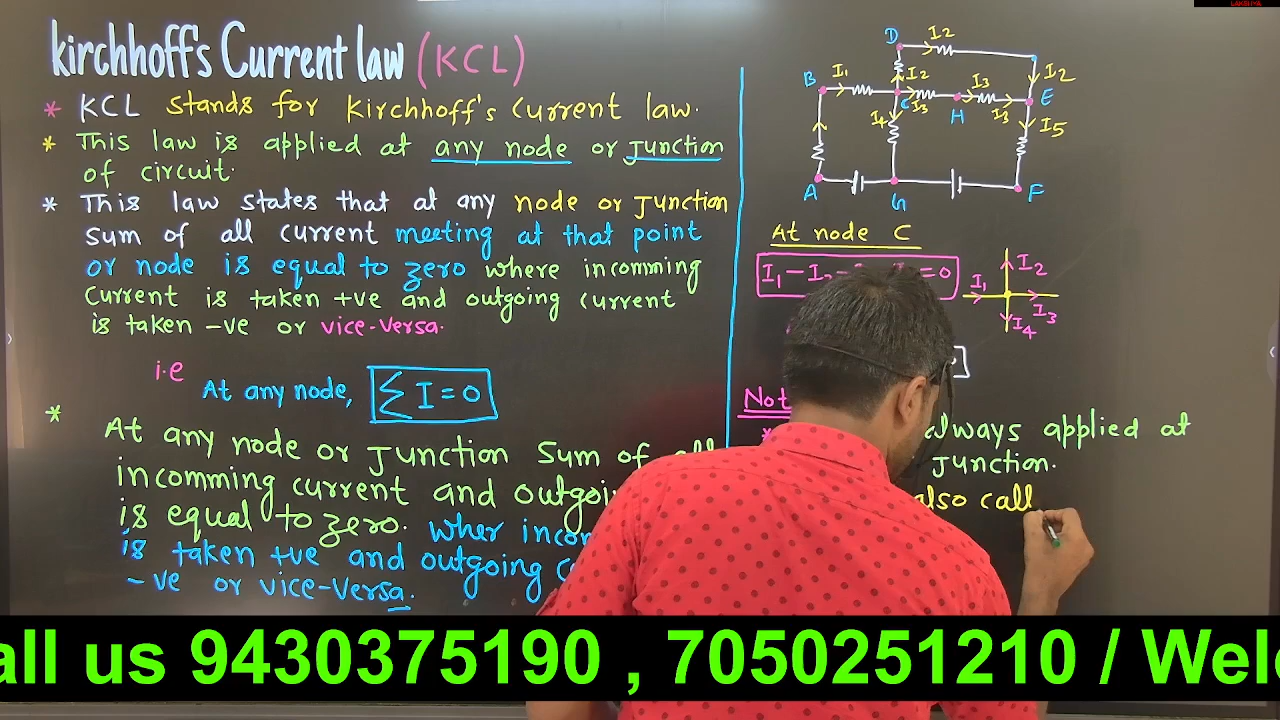 LAKSHYA
kirchhoff's Current law (KCL)
* KCL stands for Kirchhoff's Current law.
* This law is applied at any node or junction
of circuit.
* This law states that at any node or junction
sum of all current meeting at that point
or node is equal to zero where incomming
current is taken +ve and outgoing current
is taken -ve or vice-versa.
i.e
At any node, ∑ I = 0
* At any node or junction sum of all
incomming current and
is equal to zero. wher
is taken +ve and outgoing
-ve or vice-versa.
D I2
B I1 I2 I2
C I3 H I3 I3 E
I4 I5
A G F
At node C
I1 - I2 - = 0
I1 I2 I3 I4
always applied at
junction.
also call
all us 9430375190 , 7050251210 /